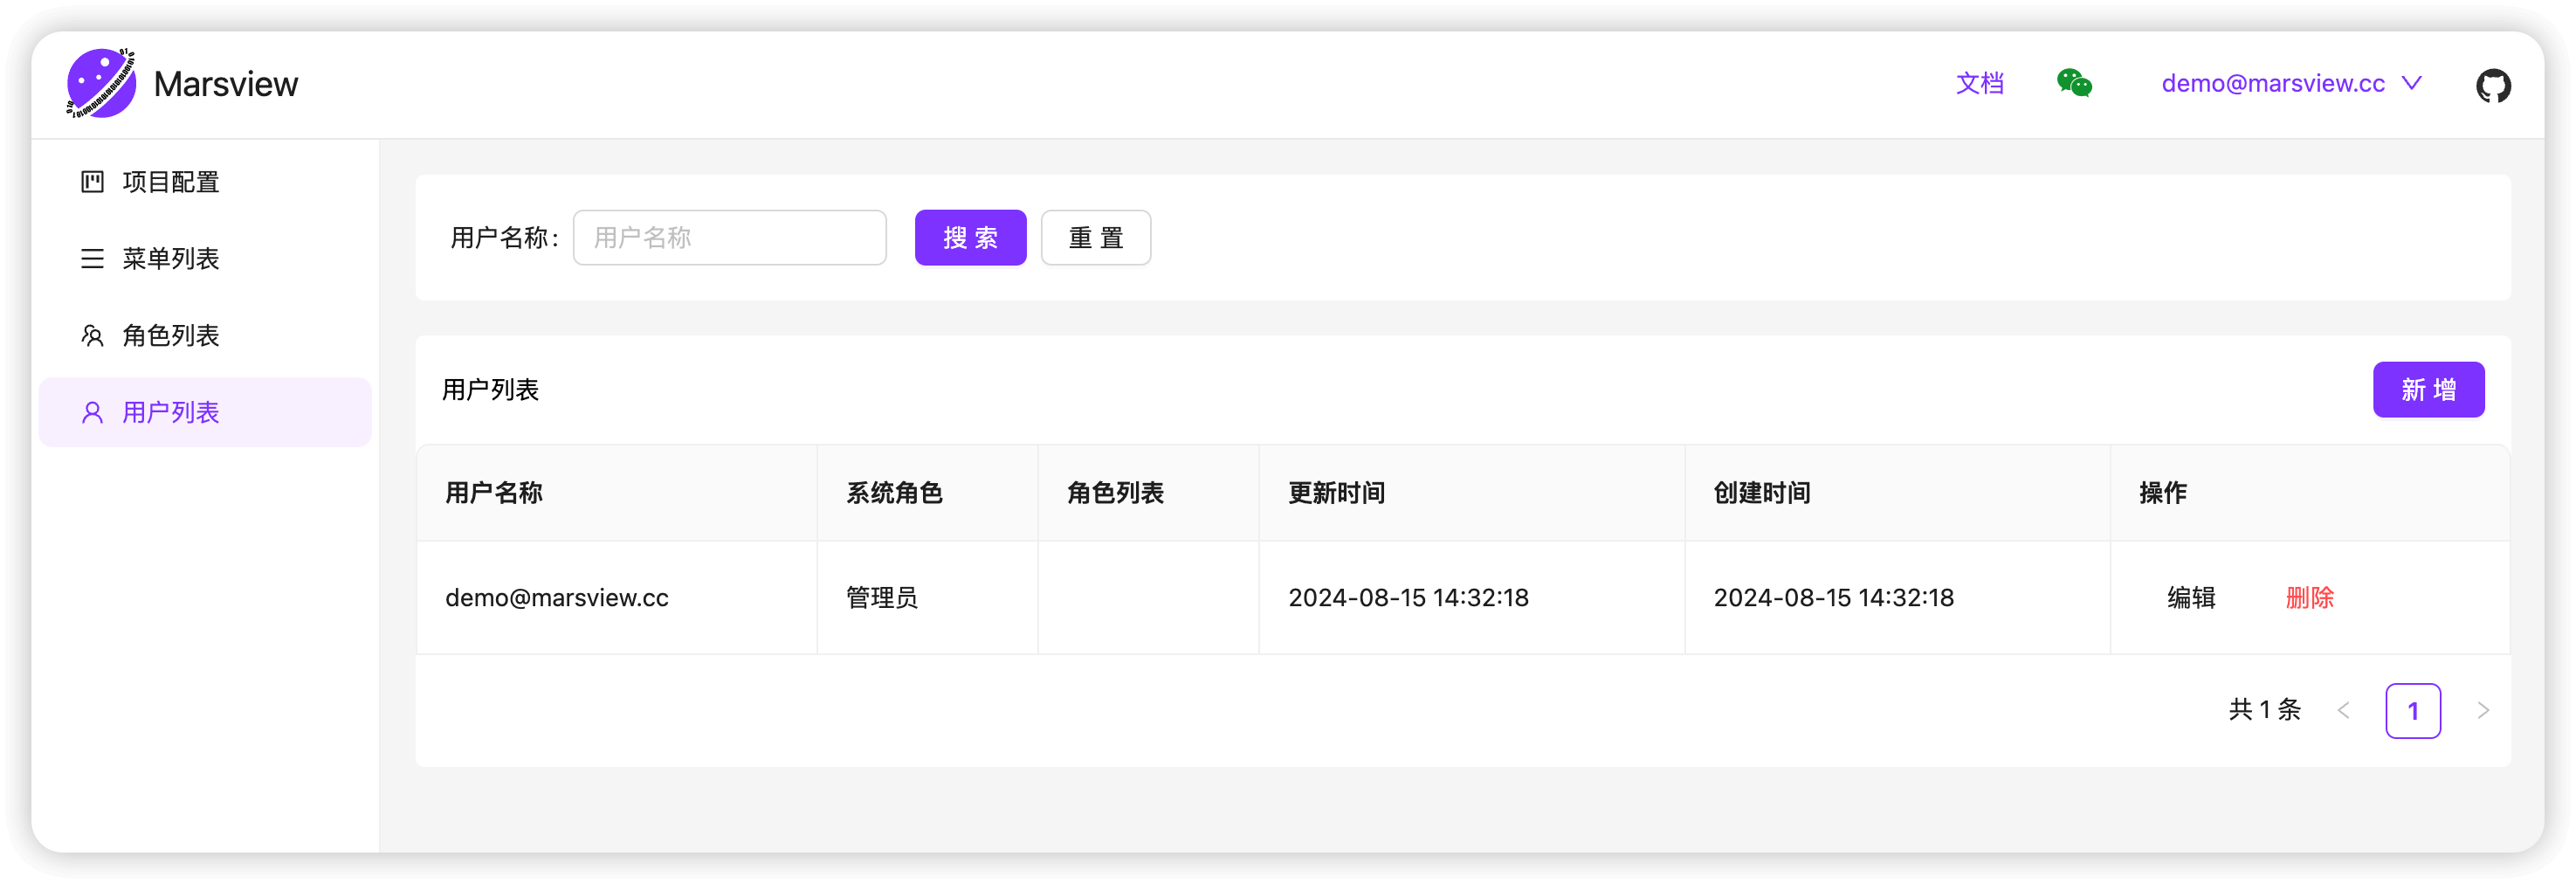 Marsview
文档
demo@marsview.cc
项目配置
菜单列表
角色列表
用户列表
用户名称:
用户名称
搜 索
重 置
用户列表
新 增
用户名称 系统角色 角色列表 更新时间 创建时间 操作
demo@marsview.cc 管理员 2024-08-15 14:32:18 2024-08-15 14:32:18 编辑 删除
共 1 条 < 1 >